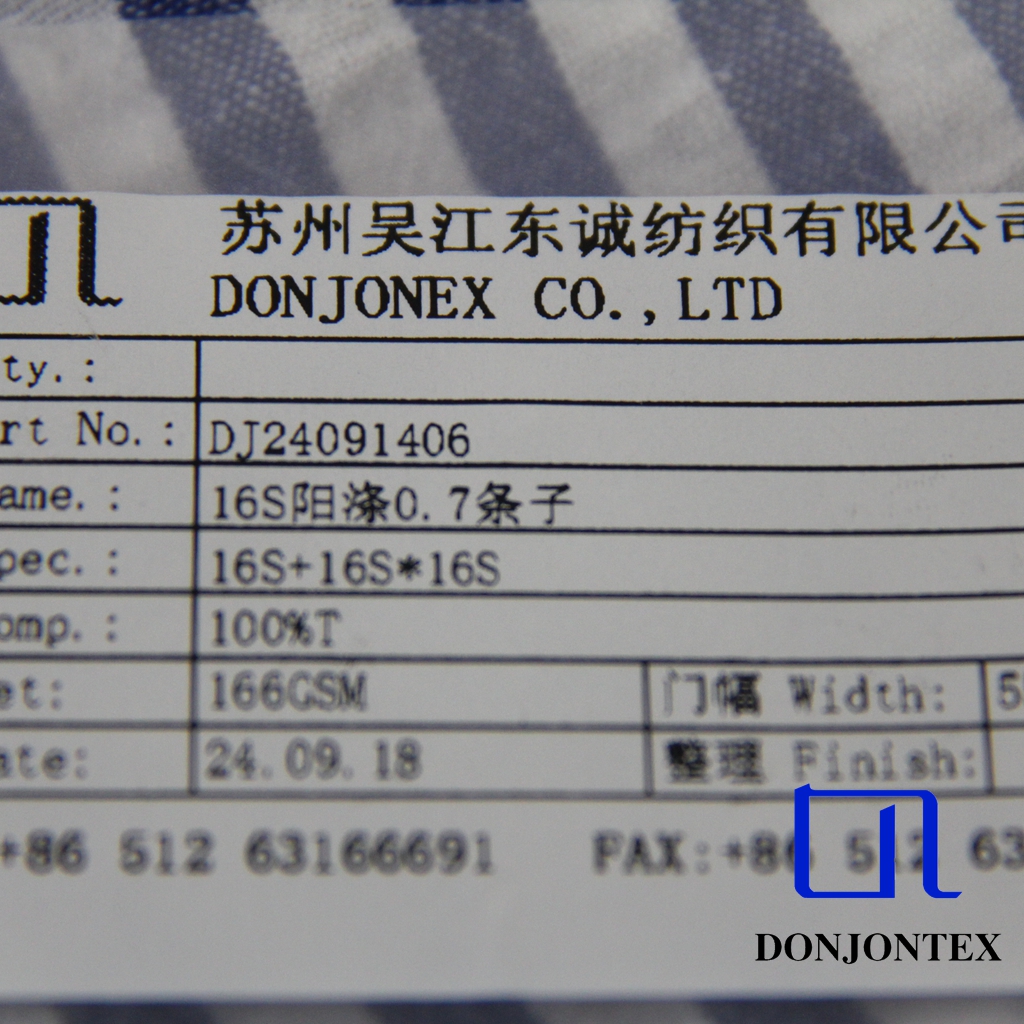 苏州吴江东诚纺织有限公司
DONJONEX CO.,LTD
ty.:
rt No.: DJ24091406
ame.: 16S阳涤0.7条子
pec.: 16S+16S*16S
omp.: 100%T
et: 166GSM 门幅 Width: 5
ate: 24.09.18 整理 Finish:
+86 512 63166691 FAX:+86 512 63
DONJONTEX